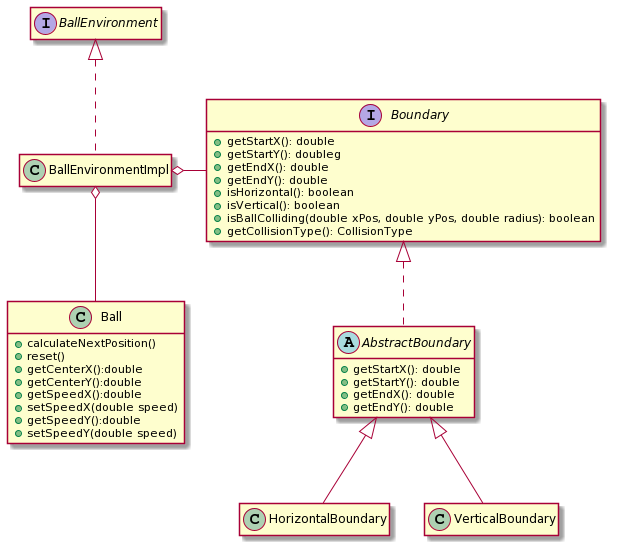 I BallEnvironment
I Boundary
getStartX(): double
getStartY(): doubleg
getEndX(): double
getEndY(): double
isHorizontal(): boolean
isVertical(): boolean
isBallColliding(double xPos, double yPos, double radius): boolean
getCollisionType(): CollisionType
C BallEnvironmentImpl
C Ball
calculateNextPosition()
reset()
getCenterX():double
getCenterY():double
getSpeedX():double
setSpeedX(double speed)
getSpeedY():double
setSpeedY(double speed)
A AbstractBoundary
getStartX(): double
getStartY(): double
getEndX(): double
getEndY(): double
C HorizontalBoundary
C VerticalBoundary